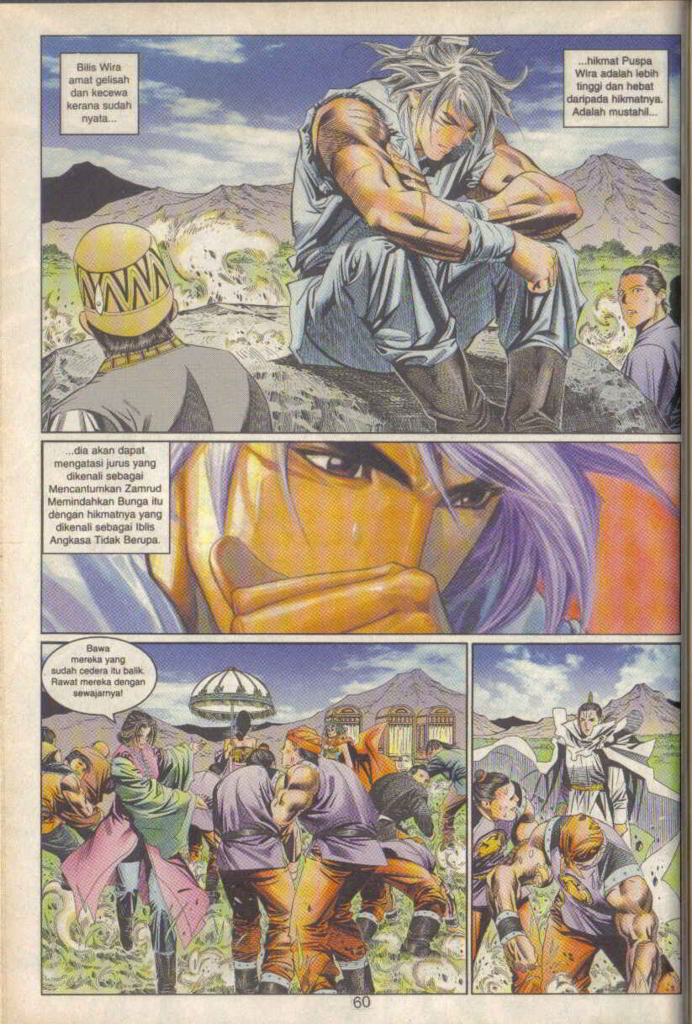 Bilis Wira
amat gelisah
dan kecewa
kerana sudah
nyata...
...hikmat Puspa
Wira adalah lebih
tinggi dan hebat
daripada hikmatnya.
Adalah mustahil...
...dia akan dapat
mengatasi jurus yang
dikenali sebagai
Mencantumkan Zamrud
Memindahkan Bunga itu
dengan hikmatnya yang
dikenali sebagai Iblis
Angkasa Tidak Berupa.
Bawa
mereka yang
sudah cedera itu balik.
Rawat mereka dengan
sewajarnya!
60